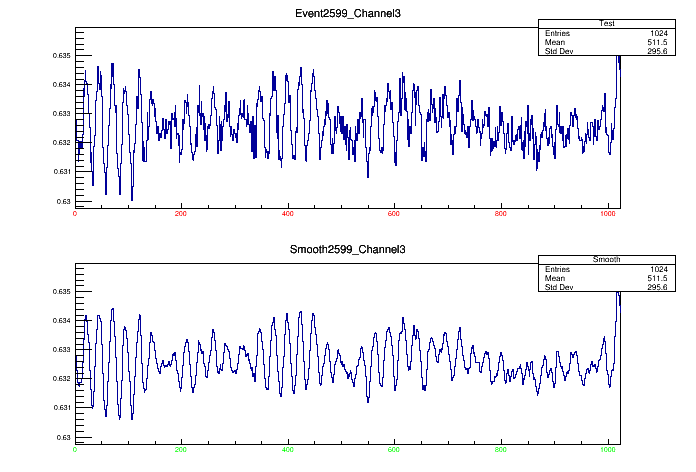 Event2599_Channel3
Test
Entries 1024
Mean 511.5
Std Dev 295.6
0.635
0.634
0.633
0.632
0.631
0.63
0 200 400 600 800 1000
Smooth2599_Channel3
Smooth
Entries 1024
Mean 511.5
Std Dev 295.6
0.635
0.634
0.633
0.632
0.631
0.63
0 200 400 600 800 1000